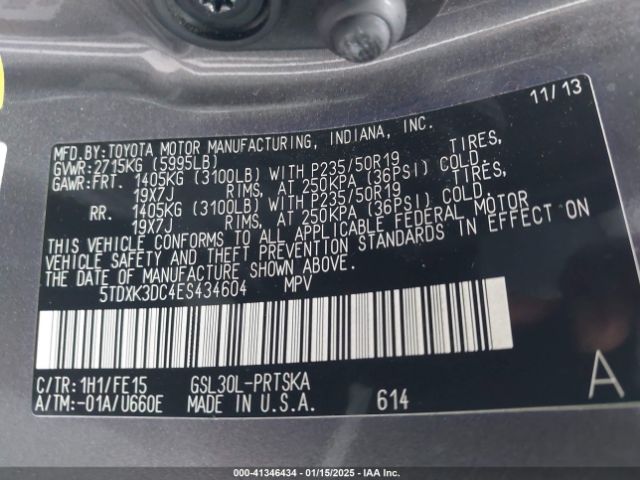 11/13
MFD.BY:TOYOTA MOTOR MANUFACTURING, INDIANA, INC.
GVWR:2715KG (5995LB)
GAWR:FRT. 1405KG (3100LB) WITH P235/50R19 TIRES,
19X7J RIMS, AT 250KPA (36PSI) COLD.
RR. 1405KG (3100LB) WITH P235/50R19 TIRES,
19X7J RIMS, AT 250KPA (36PSI) COLD.
THIS VEHICLE CONFORMS TO ALL APPLICABLE FEDERAL MOTOR
VEHICLE SAFETY AND THEFT PREVENTION STANDARDS IN EFFECT ON
THE DATE OF MANUFACTURE SHOWN ABOVE.
5TDXK3DC4ES434604 MPV
C/TR:1H1/FE15 GSL30L-PRTSKA
A/TM:-01A/U660E MADE IN U.S.A. 614
A
© 41346434 - 01/15/2025 - IAA Inc.